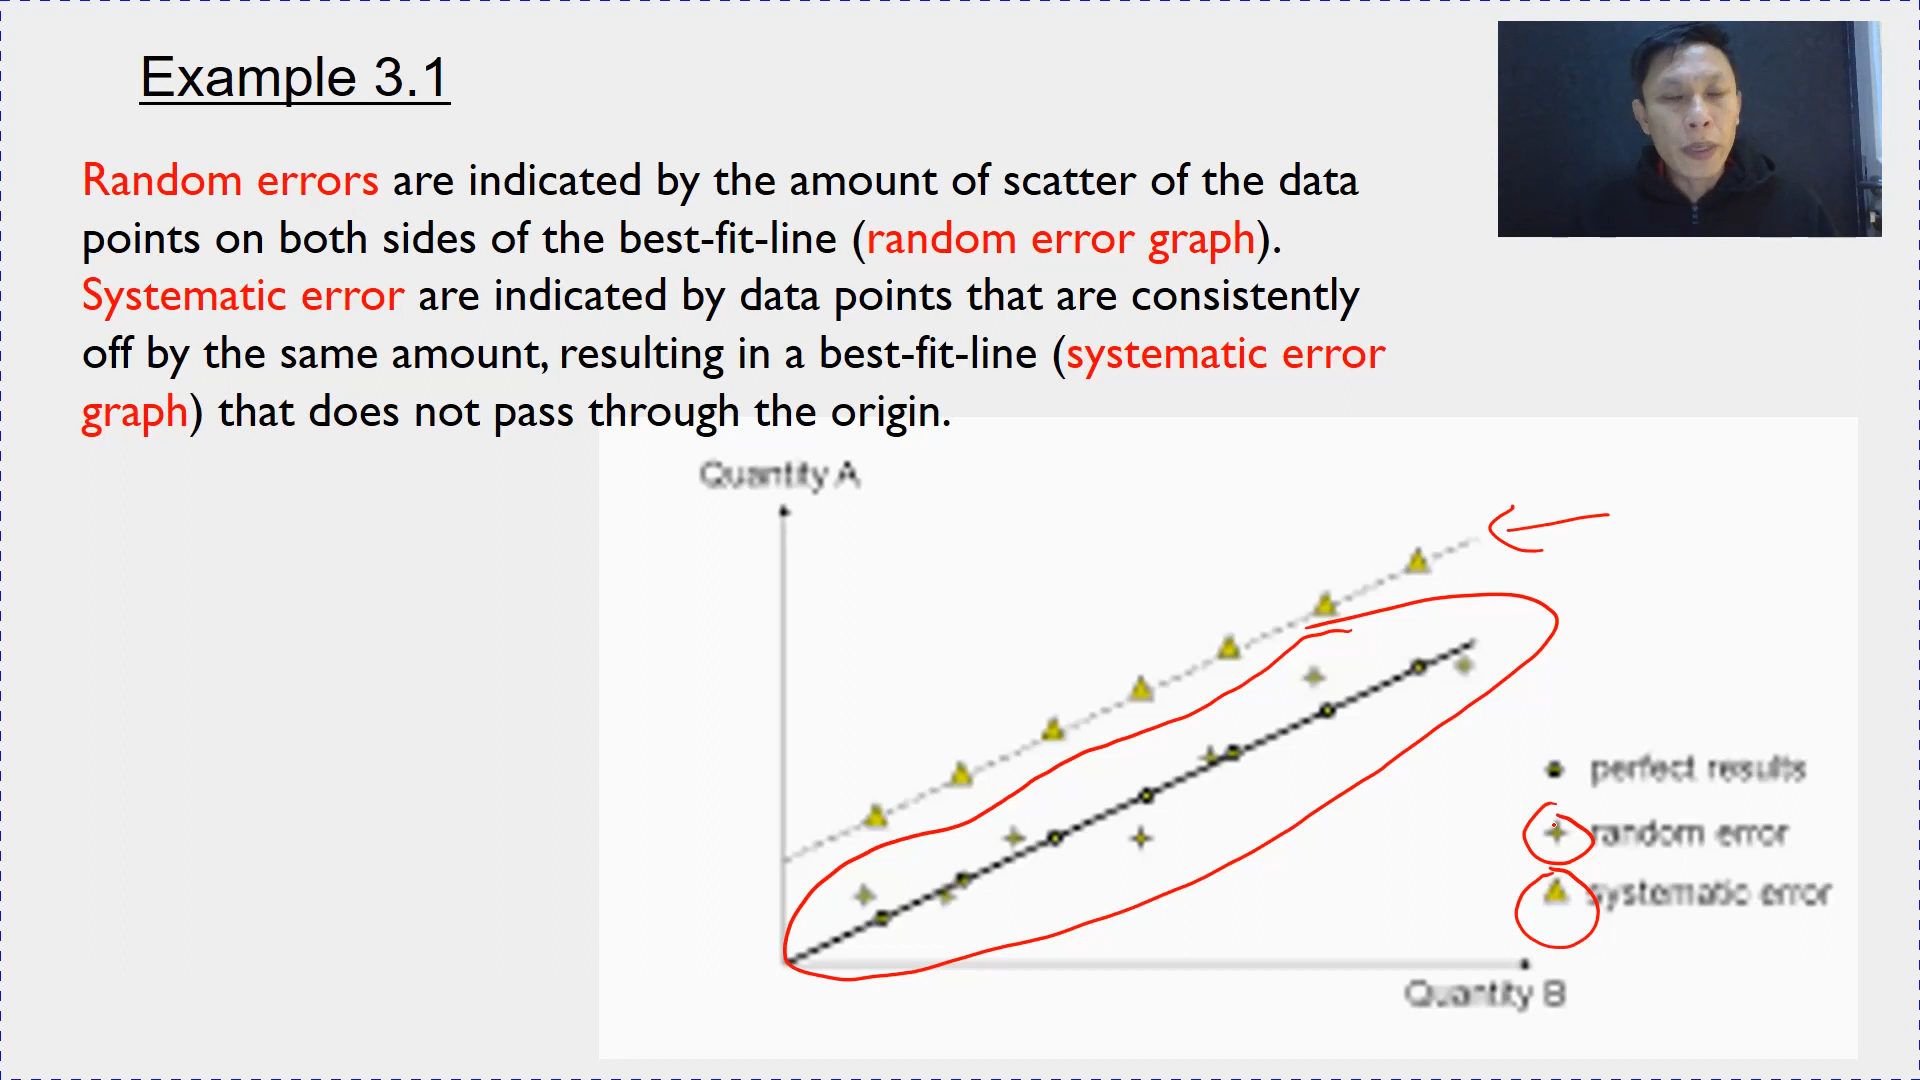 Example 3.1
Random errors are indicated by the amount of scatter of the data
points on both sides of the best-fit-line (random error graph).
Systematic error are indicated by data points that are consistently
off by the same amount, resulting in a best-fit-line (systematic error
graph) that does not pass through the origin.
Quantity A
perfect results
random error
systematic error
Quantity B